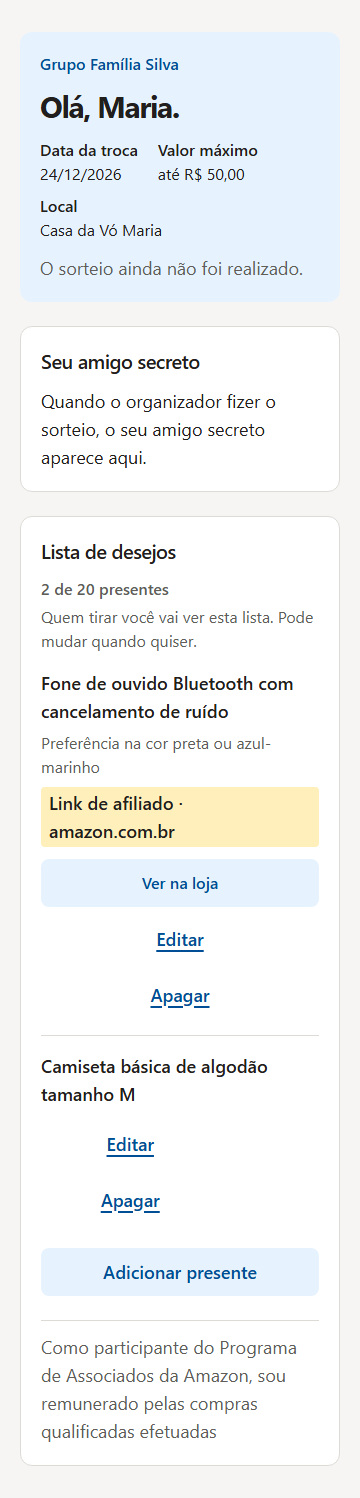 Grupo Família Silva
Olá, Maria.
Data da troca
24/12/2026
Valor máximo
até R$ 50,00
Local
Casa da Vó Maria
O sorteio ainda não foi realizado.
Seu amigo secreto
Quando o organizador fizer o
sorteio, o seu amigo secreto
aparece aqui.
Lista de desejos
2 de 20 presentes
Quem tirar você vai ver esta lista. Pode
mudar quando quiser.
Fone de ouvido Bluetooth com
cancelamento de ruído
Preferência na cor preta ou azul-
marinho
Link de afiliado ·
amazon.com.br
Ver na loja
Editar
Apagar
Camiseta básica de algodão
tamanho M
Editar
Apagar
Adicionar presente
Como participante do Programa
de Associados da Amazon, sou
remunerado pelas compras
qualificadas efetuadas